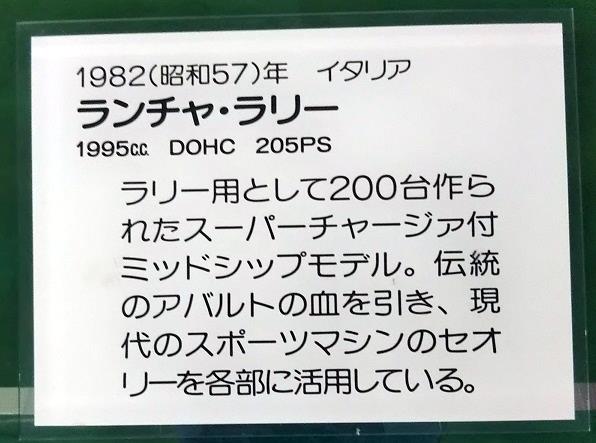 1982(昭和57)年　イタリア
ランチャ・ラリー
1995㏄ DOHC 205PS
ラリー用として200台作ら
れたスーパーチャージァ付
ミッドシップモデル。伝統
のアバルトの血を引き、現
代のスポーツマシンのセオ
リーを各部に活用している。